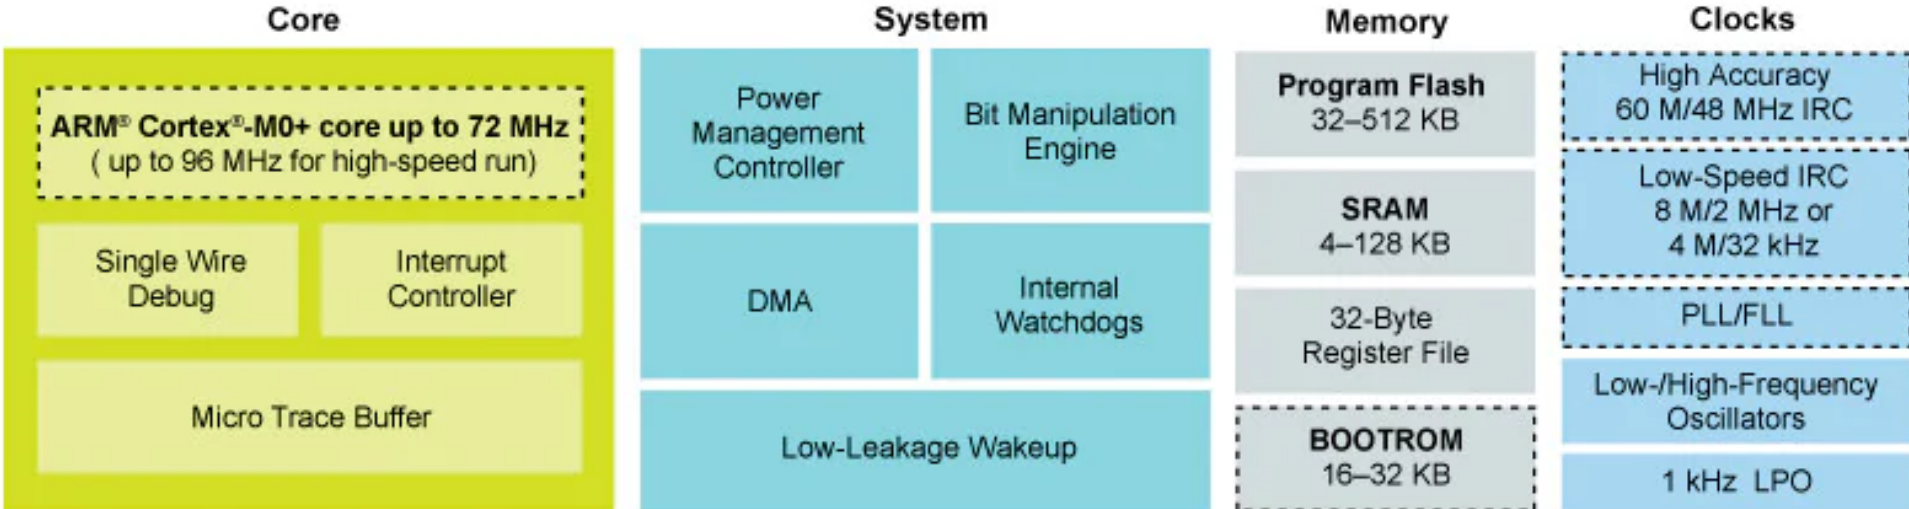 Core
ARM® Cortex®-M0+ core up to 72 MHz
( up to 96 MHz for high-speed run)
Single Wire
Debug
Interrupt
Controller
Micro Trace Buffer
System
Power
Management
Controller
Bit Manipulation
Engine
DMA
Internal
Watchdogs
Low-Leakage Wakeup
Memory
Program Flash
32–512 KB
SRAM
4–128 KB
32-Byte
Register File
BOOTROM
16–32 KB
Clocks
High Accuracy
60 M/48 MHz IRC
Low-Speed IRC
8 M/2 MHz or
4 M/32 kHz
PLL/FLL
Low-/High-Frequency
Oscillators
1 kHz LPO